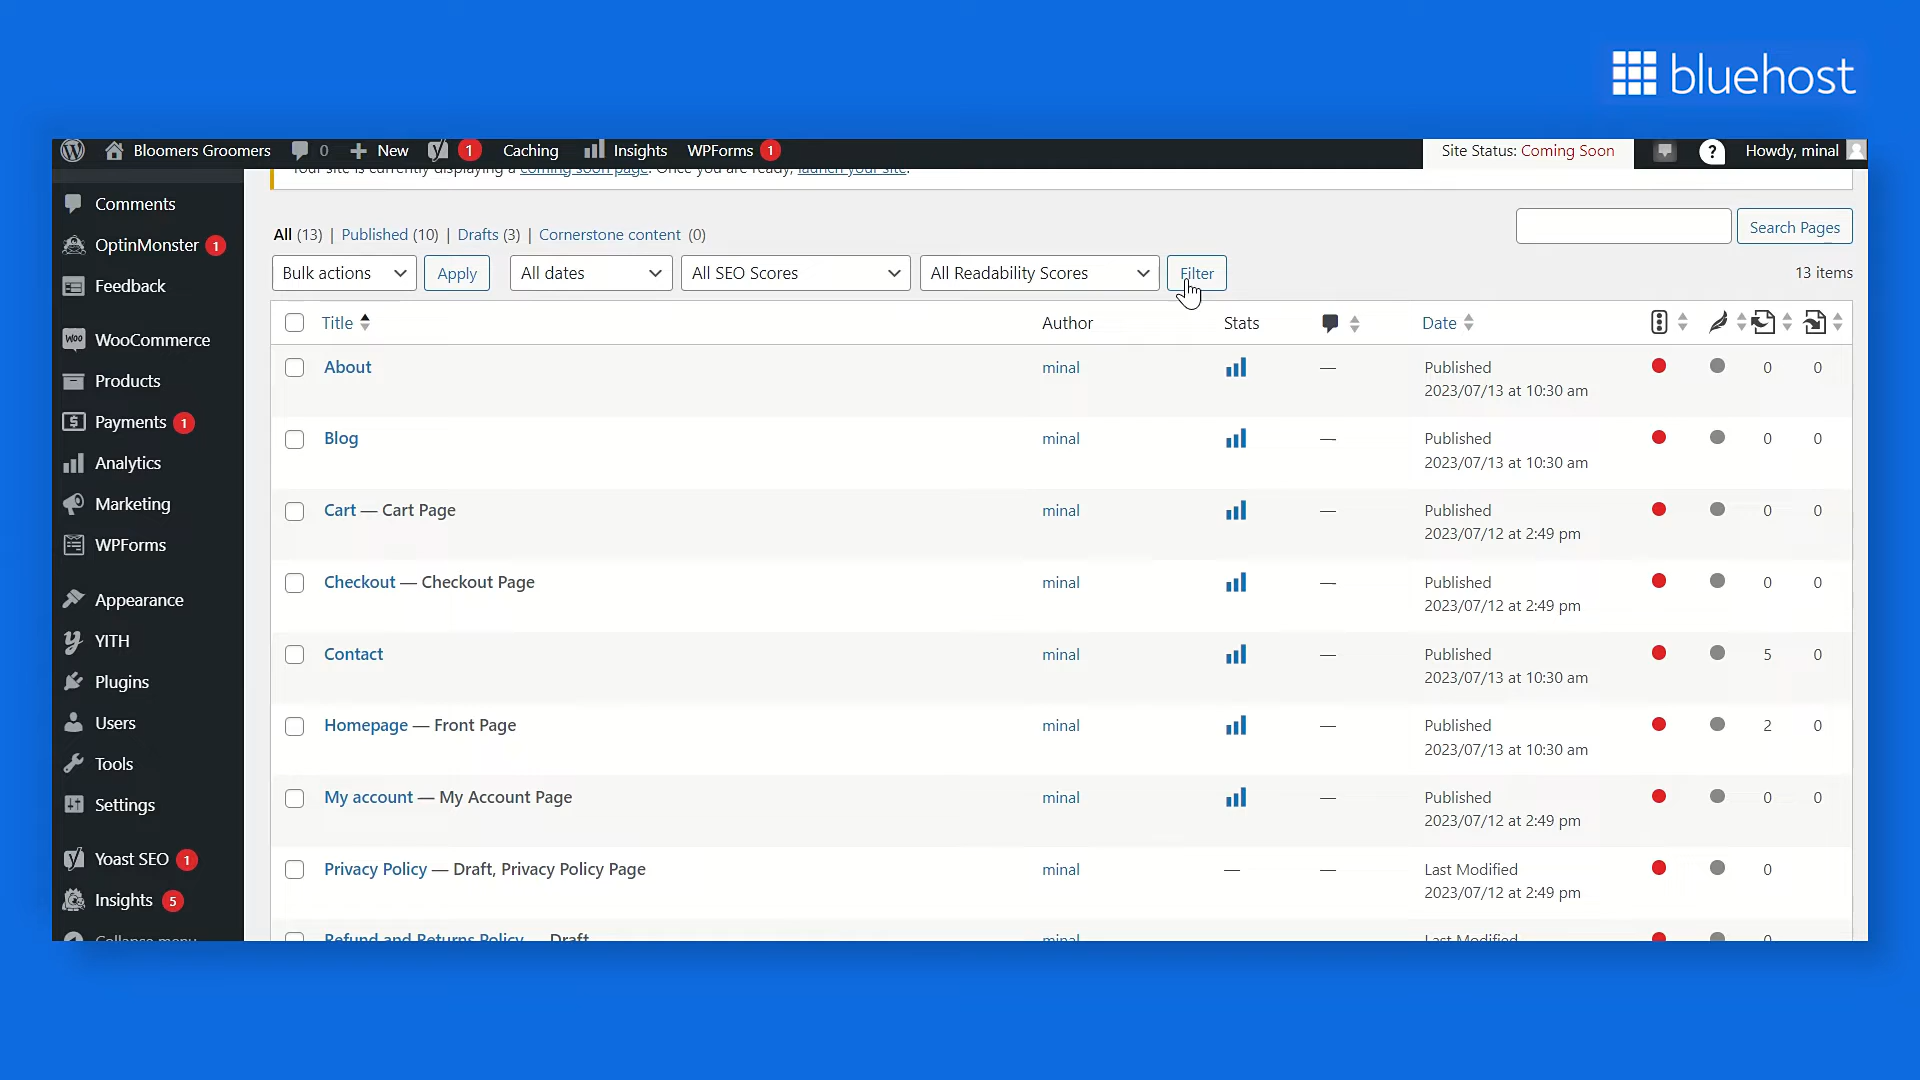 bluehost
Bloomers Groomers 0 New 1 Caching Insights WPForms 1 Site Status: Coming Soon ? Howdy, minal
Your site is currently displaying a coming soon page. Once you are ready, launch your site.
Comments
OptinMonster 1
Feedback
WooCommerce
Products
Payments 1
Analytics
Marketing
WPForms
Appearance
YITH
Plugins
Users
Tools
Settings
Yoast SEO 1
Insights 5
Collapse menu
All (13) | Published (10) | Drafts (3) | Cornerstone content (0)
Search Pages
Bulk actions Apply All dates All SEO Scores All Readability Scores Filter 13 items
Title Author Stats Date
About minal — Published 0 0
2023/07/13 at 10:30 am
Blog minal — Published 0 0
2023/07/13 at 10:30 am
Cart — Cart Page minal — Published 0 0
2023/07/12 at 2:49 pm
Checkout — Checkout Page minal — Published 0 0
2023/07/12 at 2:49 pm
Contact minal — Published 5 0
2023/07/13 at 10:30 am
Homepage — Front Page minal — Published 2 0
2023/07/13 at 10:30 am
My account — My Account Page minal — Published 0 0
2023/07/12 at 2:49 pm
Privacy Policy — Draft, Privacy Policy Page minal — — Last Modified 0
2023/07/12 at 2:49 pm
Refund and Returns Policy — Draft minal Last Modified 0